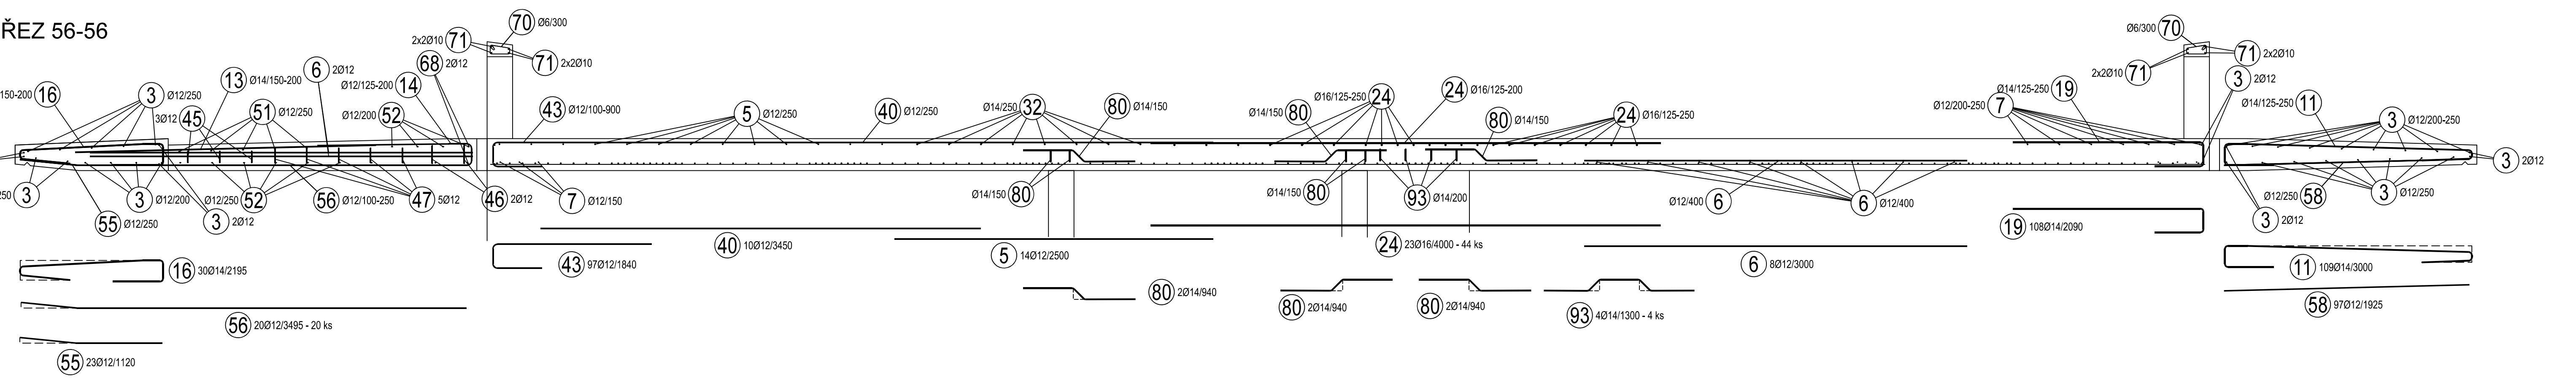 ŘEZ 56-56
70 Ø6/300
70 Ø6/300
2x2Ø10 71
71 2x2Ø10
71 2x2Ø10
2x2Ø10 71
68 2Ø12
6 2Ø12
13 Ø14/150-200
Ø12/125-200 14
150-200 16
3 Ø12/250
3Ø12 45
51 Ø12/250
Ø12/200 52
43 Ø12/100-900
5 Ø12/250
40 Ø12/250
Ø14/250 32
80 Ø14/150
Ø14/150 80
Ø16/125-250 24
24 Ø16/125-200
80 Ø14/150
24 Ø16/125-250
Ø14/125-250 19
Ø12/200-250 7
3 2Ø12
Ø14/125-250 11
3 Ø12/200-250
3 2Ø12
250 3
55 Ø12/250
3 Ø12/200
3 2Ø12
Ø12/250 52
56 Ø12/100-250
47 5Ø12
46 2Ø12
7 Ø12/150
Ø14/150 80
Ø14/150 80
93 Ø14/200
Ø12/400 6
6 Ø12/400
Ø12/250 58
3 Ø12/250
3 2Ø12
19 108Ø14/2090
40 10Ø12/3450
5 14Ø12/2500
24 23Ø16/4000 - 44 ks
6 8Ø12/3000
16 30Ø14/2195
43 97Ø12/1840
11 109Ø14/3000
80 2Ø14/940
80 2Ø14/940
80 2Ø14/940
93 4Ø14/1300 - 4 ks
58 97Ø12/1925
56 20Ø12/3495 - 20 ks
55 23Ø12/1120